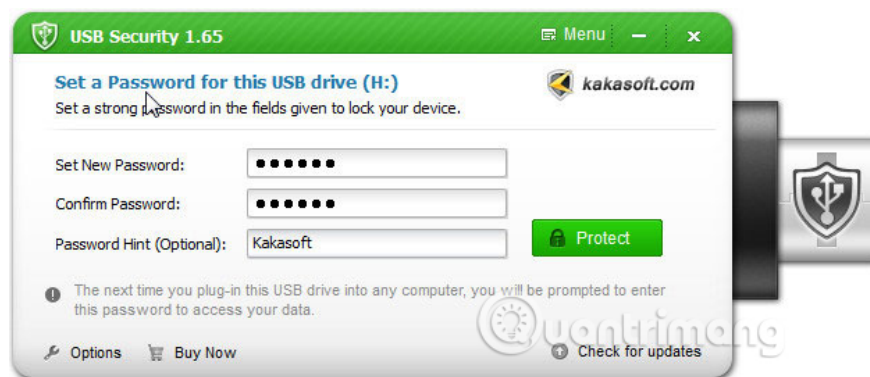 USB Security 1.65
Menu
Set a Password for this USB drive (H:)
kakasoft.com
Set a strong password in the fields given to lock your device.
Set New Password: ●●●●●●
Confirm Password: ●●●●●●
Password Hint (Optional): Kakasoft
Protect
The next time you plug-in this USB drive into any computer, you will be prompted to enter
this password to access your data.
Quantrimang
Options
Buy Now
Check for updates